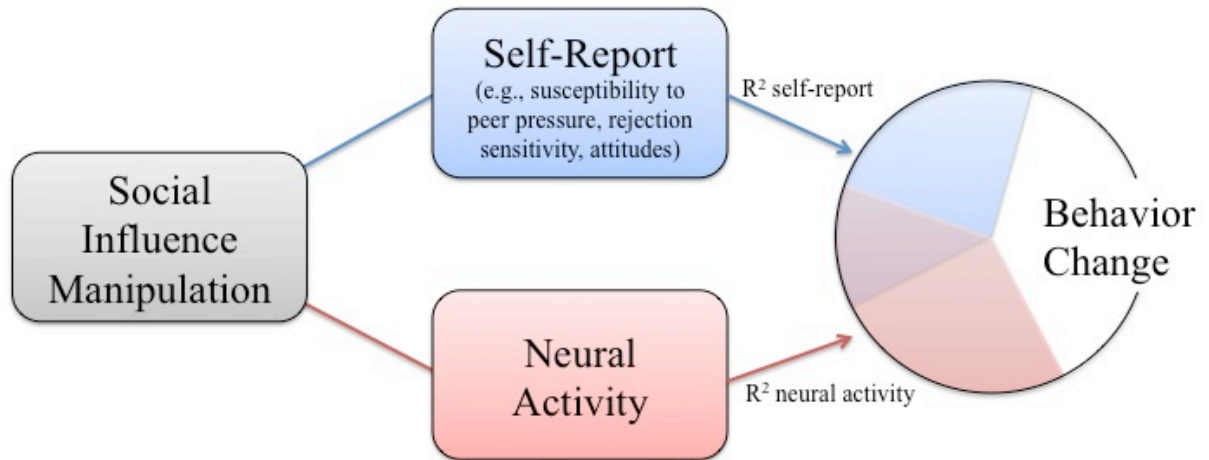 Social
Influence
Manipulation
Self-Report
(e.g., susceptibility to
peer pressure, rejection
sensitivity, attitudes)
Neural
Activity
R² self-report
R² neural activity
Behavior
Change